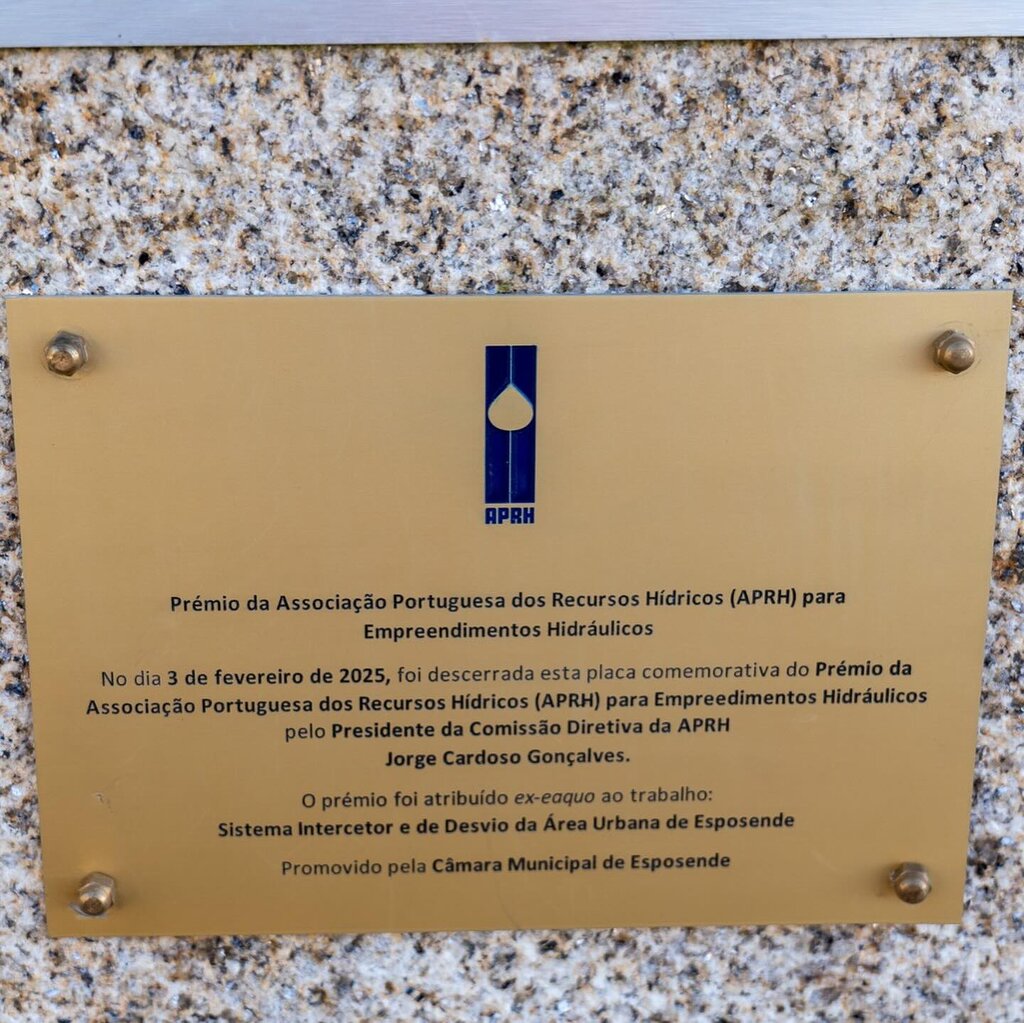 APRH
Prémio da Associação Portuguesa dos Recursos Hídricos (APRH) para
Empreendimentos Hidráulicos
No dia 3 de fevereiro de 2025, foi descerrada esta placa comemorativa do Prémio da
Associação Portuguesa dos Recursos Hídricos (APRH) para Empreedimentos Hidráulicos
pelo Presidente da Comissão Diretiva da APRH
Jorge Cardoso Gonçalves.
O prémio foi atribuído ex-eaquo ao trabalho:
Sistema Intercetor e de Desvio da Área Urbana de Esposende
Promovido pela Câmara Municipal de Esposende